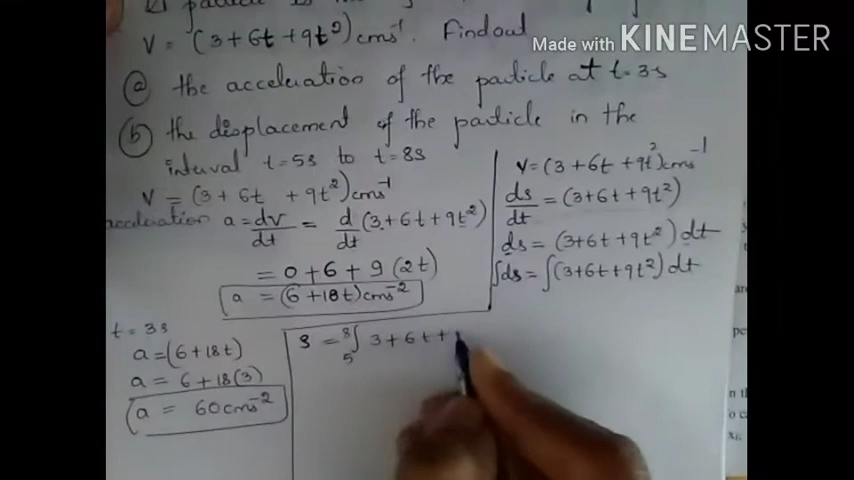 particle is
V = (3+6t+9t²) cms⁻¹. Find out
Made with KINEMASTER
ⓐ the acceleration of the particle at t=3s
ⓑ the displacement of the particle in the
interval t=5s to t=8s
V = (3+6t+9t²)cms⁻¹
acceleration a = dv/dt = d/dt (3+6t+9t²)
= 0+6+9(2t)
a = (6+18t)cms⁻²
t = 3s
a=(6+18t)
a = 6+18(3)
a = 60cms⁻²
V=(3+6t+9t²)cms⁻¹
ds/dt = (3+6t+9t²)
ds = (3+6t+9t²) dt
∫ds = ∫(3+6t+9t²) dt
S = ₅⁸∫ 3+6t+